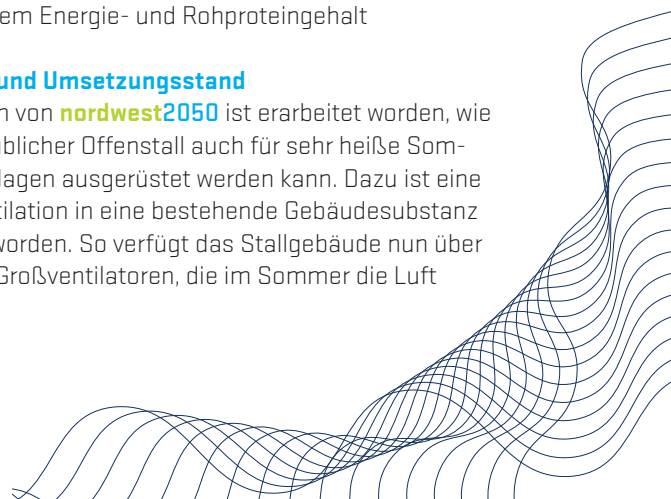 em Energie- und Rohproteingehalt
und Umsetzungsstand
n von nordwest2050 ist erarbeitet worden, wie
blicher Offenstall auch für sehr heiße Som-
lagen ausgerüstet werden kann. Dazu ist eine
tilation in eine bestehende Gebäudesubstanz
worden. So verfügt das Stallgebäude nun über
Großventilatoren, die im Sommer die Luft